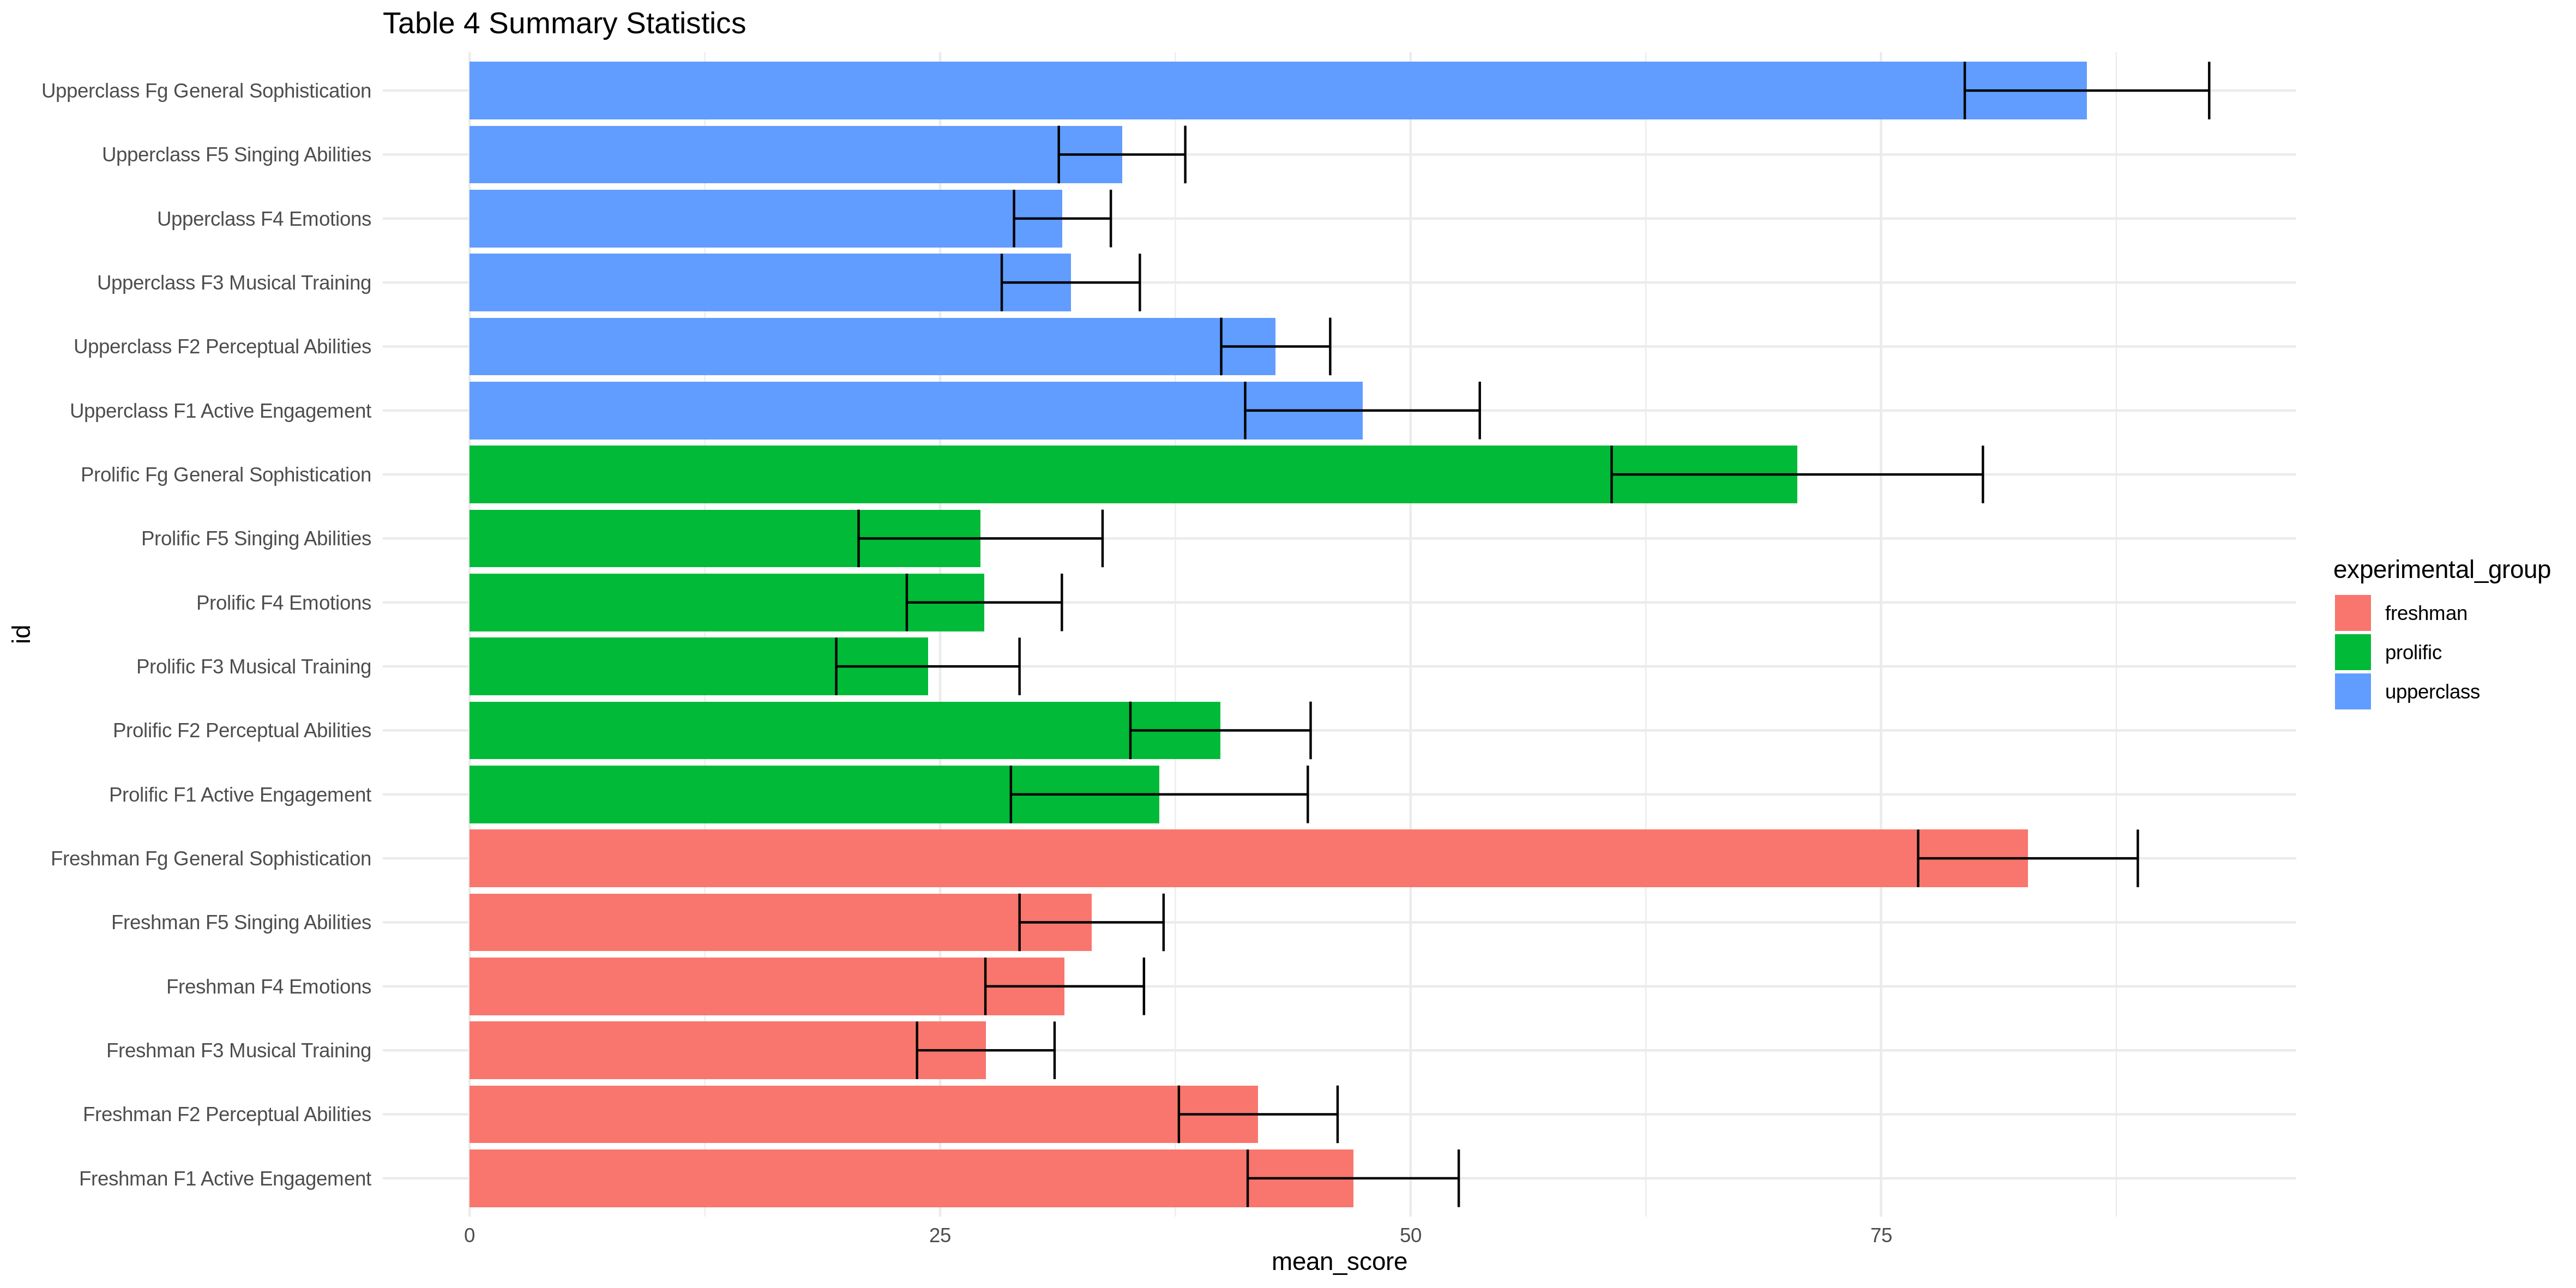 Table 4 Summary Statistics
Upperclass Fg General Sophistication
Upperclass F5 Singing Abilities
Upperclass F4 Emotions
Upperclass F3 Musical Training
Upperclass F2 Perceptual Abilities
Upperclass F1 Active Engagement
Prolific Fg General Sophistication
Prolific F5 Singing Abilities
Prolific F4 Emotions
Prolific F3 Musical Training
Prolific F2 Perceptual Abilities
Prolific F1 Active Engagement
Freshman Fg General Sophistication
Freshman F5 Singing Abilities
Freshman F4 Emotions
Freshman F3 Musical Training
Freshman F2 Perceptual Abilities
Freshman F1 Active Engagement
id
0 25 50 75
mean_score
experimental_group
freshman
prolific
upperclass